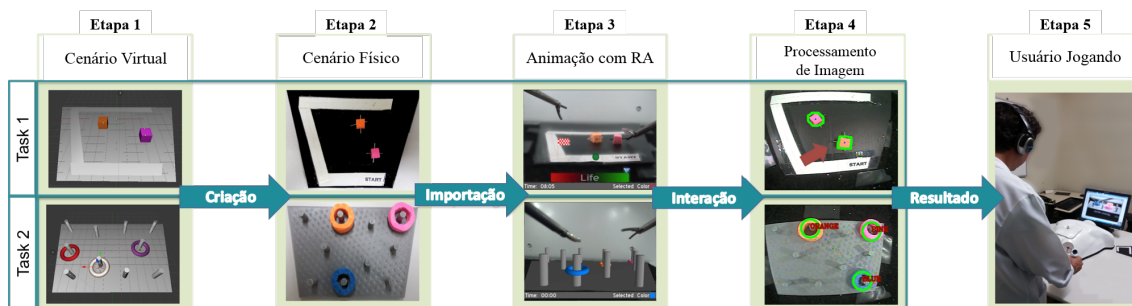 Etapa 1
Etapa 2
Etapa 3
Etapa 4
Etapa 5
Cenário Virtual
Cenário Físico
Animação com RA
Processamento
de Imagem
Usuário Jogando
Task 1
START
START
Life
Time: 08:05
Selected Color
Criação
Importação
Interação
Resultado
Task 2
ORANGE
PINK
BLUE
Time: 00:00
Selected Color